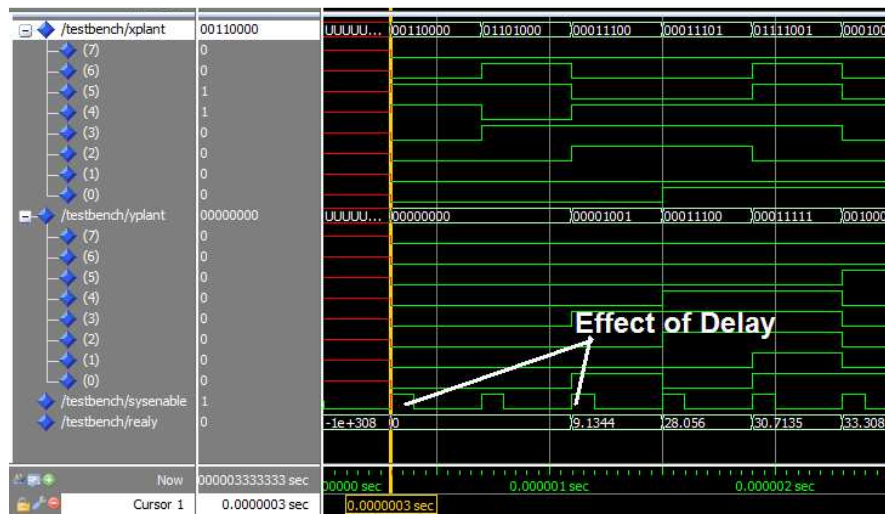 /testbench/xplant 00110000 UUUUU... 00110000 01101000 00011100 00011101 01111001 000100
(7) 0
(6) 0
(5) 1
(4) 1
(3) 0
(2) 0
(1) 0
(0) 0
/testbench/yplant 00000000 UUUUU... 00000000 00001001 00011100 00011111 001000
(7) 0
(6) 0
(5) 0
(4) 0
(3) 0
Effect of Delay
(2) 0
(1) 0
(0) 0
/testbench/sysenable 1
/testbench/realy 0 -1e+308 0 9.1344 28.056 30.7135 33.308
Now 000003333333 sec 00000 sec 0.000001 sec 0.000002 sec
Cursor 1 0.0000003 sec 0.0000003 sec